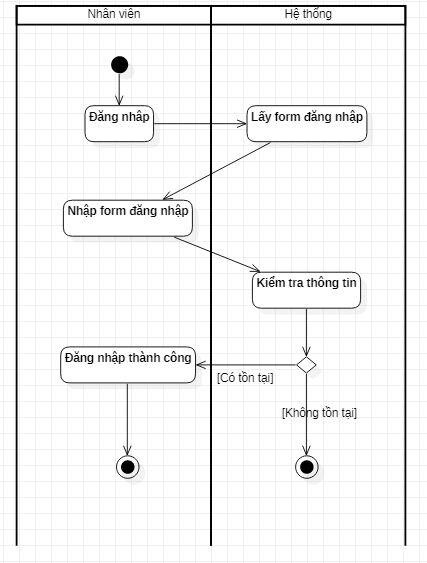 Nhân viên
Hệ thống
Đăng nhập
Lấy form đăng nhập
Nhập form đăng nhập
Kiểm tra thông tin
Đăng nhập thành công
[Có tồn tại]
[Không tồn tại]